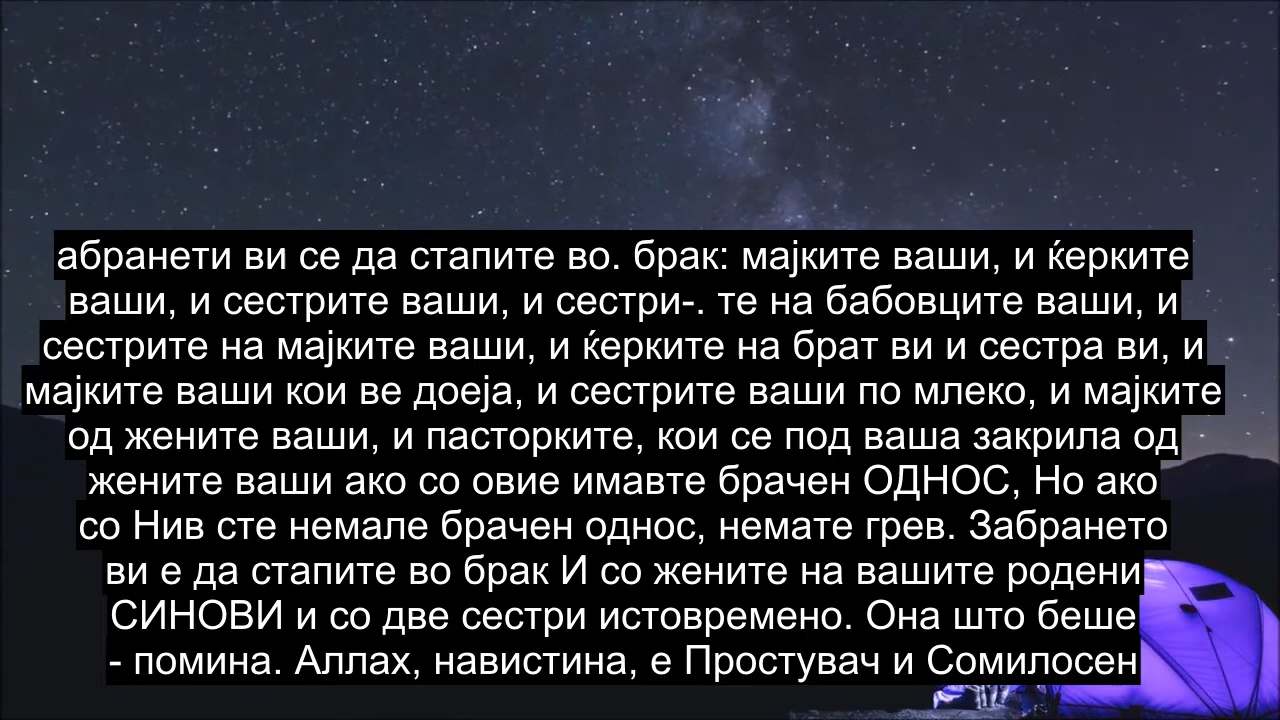 абранети ви се да стапите во. брак: мајките ваши, и ќерките
ваши, и сестрите ваши, и сестри-. те на бабовците ваши, и
сестрите на мајките ваши, и ќерките на брат ви и сестра ви, и
мајките ваши кои ве доеја, и сестрите ваши по млеко, и мајките
од жените ваши, и пасторките, кои се под ваша закрила од
жените ваши ако со овие имавте брачен ОДНОС, Но ако
со Нив сте немале брачен однос, немате грев. Забрането
ви е да стапите во брак И со жените на вашите родени
СИНОВИ и со две сестри истовремено. Она што беше
- помина. Аллах, навистина, е Простувач и Сомилосен